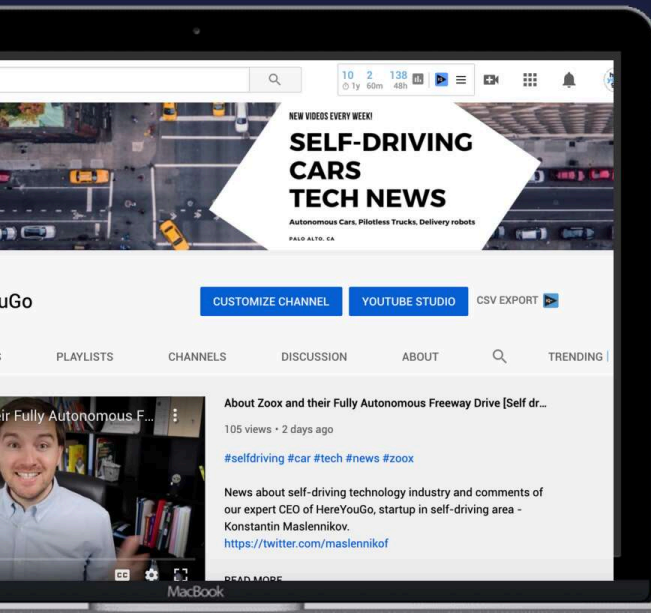 10 2 138
1y 60m 48h
NEW VIDEOS EVERY WEEK!
SELF-DRIVING
CARS
TECH NEWS
Autonomous Cars, Pilotless Trucks, Delivery robots
PALO ALTO, CA
uGo
CUSTOMIZE CHANNEL YOUTUBE STUDIO CSV EXPORT
S PLAYLISTS CHANNELS DISCUSSION ABOUT TRENDING
eir Fully Autonomous F...
About Zoox and their Fully Autonomous Freeway Drive [Self dr...
105 views • 2 days ago
#selfdriving #car #tech #news #zoox
News about self-driving technology industry and comments of
our expert CEO of HereYouGo, startup in self-driving area -
Konstantin Maslennikov.
https://twitter.com/maslennikof
READ MORE
CC
MacBook